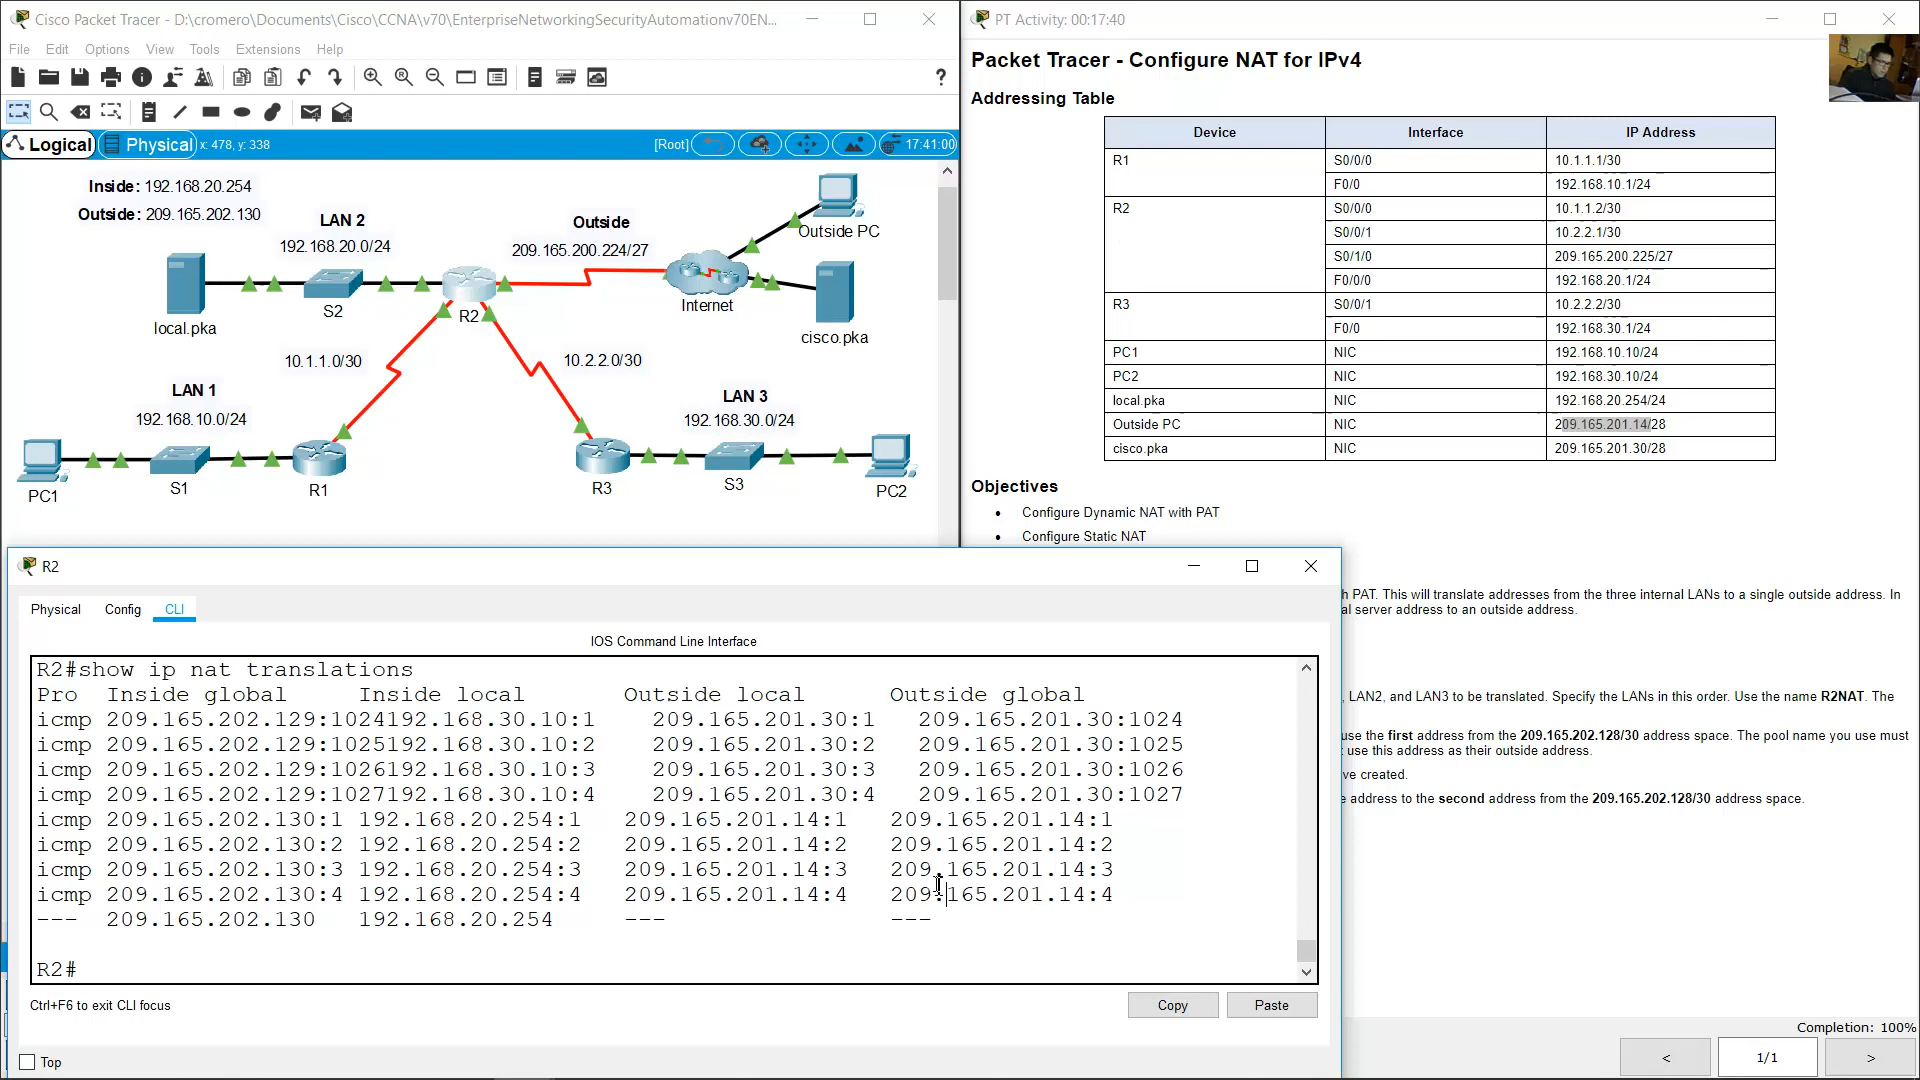 Cisco Packet Tracer - D:\cromero\Documents\Cisco\CCNA\v70\EnterpriseNetworkingSecurityAutomationv70EN...
File Edit Options View Tools Extensions Help
?
Logical Physical x: 478, y: 338 [Root] 17:41:00
Inside: 192.168.20.254
Outside: 209.165.202.130
LAN 2
192.168.20.0/24
Outside
209.165.200.224/27
Outside PC
local.pka
S2
R2
Internet
cisco.pka
10.1.1.0/30
10.2.2.0/30
LAN 1
192.168.10.0/24
LAN 3
192.168.30.0/24
PC1
S1
R1
R3
S3
PC2
PT Activity: 00:17:40
Packet Tracer - Configure NAT for IPv4
Addressing Table
Device Interface IP Address
R1 S0/0/0 10.1.1.1/30
F0/0 192.168.10.1/24
R2 S0/0/0 10.1.1.2/30
S0/0/1 10.2.2.1/30
S0/1/0 209.165.200.225/27
F0/0/0 192.168.20.1/24
R3 S0/0/1 10.2.2.2/30
F0/0 192.168.30.1/24
PC1 NIC 192.168.10.10/24
PC2 NIC 192.168.30.10/24
local.pka NIC 192.168.20.254/24
Outside PC NIC 209.165.201.14/28
cisco.pka NIC 209.165.201.30/28
Objectives
• Configure Dynamic NAT with PAT
• Configure Static NAT
h PAT. This will translate addresses from the three internal LANs to a single outside address. In
al server address to an outside address.
, LAN2, and LAN3 to be translated. Specify the LANs in this order. Use the name R2NAT. The
use the first address from the 209.165.202.128/30 address space. The pool name you use must
t use this address as their outside address.
ve created.
e address to the second address from the 209.165.202.128/30 address space.
Completion: 100%
< 1/1 >
R2
Physical Config CLI
IOS Command Line Interface
R2#show ip nat translations
Pro Inside global Inside local Outside local Outside global
icmp 209.165.202.129:1024192.168.30.10:1 209.165.201.30:1 209.165.201.30:1024
icmp 209.165.202.129:1025192.168.30.10:2 209.165.201.30:2 209.165.201.30:1025
icmp 209.165.202.129:1026192.168.30.10:3 209.165.201.30:3 209.165.201.30:1026
icmp 209.165.202.129:1027192.168.30.10:4 209.165.201.30:4 209.165.201.30:1027
icmp 209.165.202.130:1 192.168.20.254:1 209.165.201.14:1 209.165.201.14:1
icmp 209.165.202.130:2 192.168.20.254:2 209.165.201.14:2 209.165.201.14:2
icmp 209.165.202.130:3 192.168.20.254:3 209.165.201.14:3 209.165.201.14:3
icmp 209.165.202.130:4 192.168.20.254:4 209.165.201.14:4 209.165.201.14:4
--- 209.165.202.130 192.168.20.254 --- ---
R2#
Ctrl+F6 to exit CLI focus
Copy Paste
Top